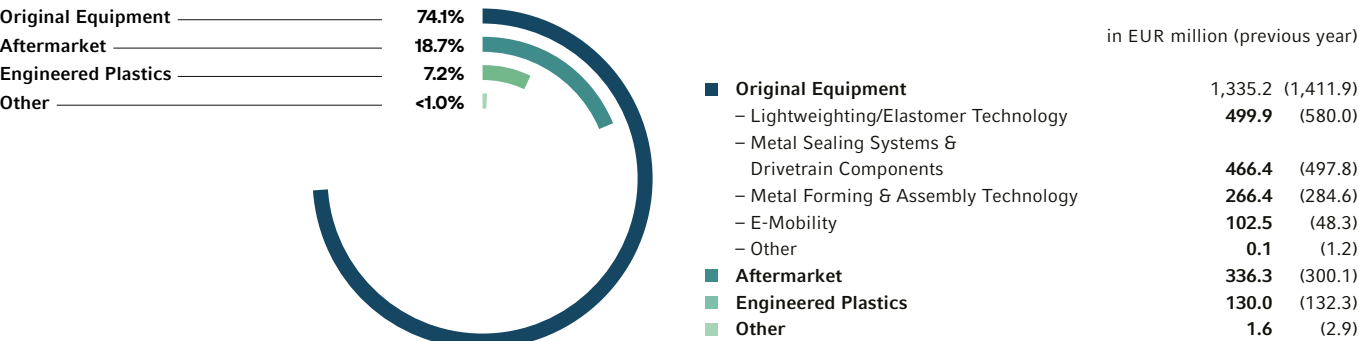 Original Equipment 74.1%
Aftermarket 18.7%
Engineered Plastics 7.2%
Other <1.0%
in EUR million (previous year)
Original Equipment 1,335.2 (1,411.9)
– Lightweighting/Elastomer Technology 499.9 (580.0)
– Metal Sealing Systems &
Drivetrain Components 466.4 (497.8)
– Metal Forming & Assembly Technology 266.4 (284.6)
– E-Mobility 102.5 (48.3)
– Other 0.1 (1.2)
Aftermarket 336.3 (300.1)
Engineered Plastics 130.0 (132.3)
Other 1.6 (2.9)